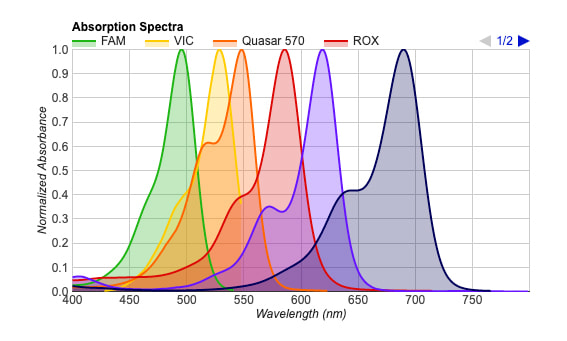 Absorption Spectra
FAM VIC Quasar 570 ROX 1/2
1.0
0.9
0.8
0.7
0.6
0.5
0.4
0.3
0.2
0.1
0.0
Normalized Absorbance
400 450 500 550 600 650 700 750
Wavelength (nm)